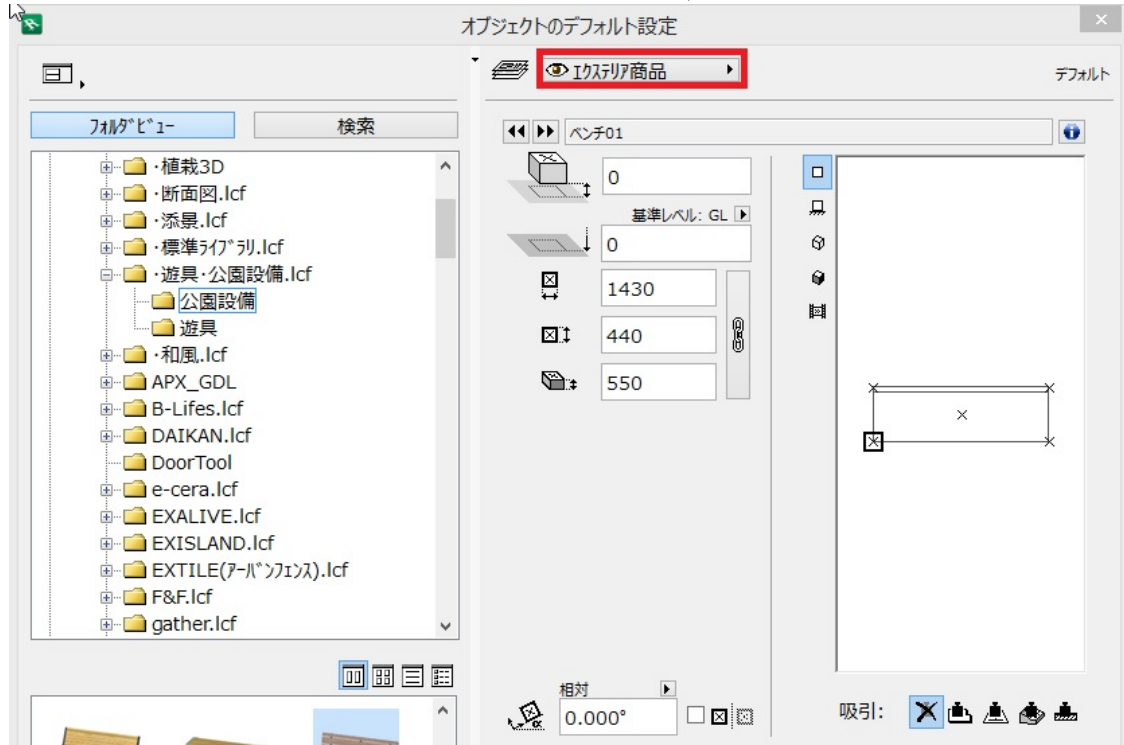 オブジェクトのデフォルト設定
ｴｸｽﾃﾘｱ商品
デフォルト
ﾌｫﾙﾀﾞﾋﾞｭｰ
検索
ベンチ01
･植栽3D
･断面図.lcf
･添景.lcf
･標準ﾗｲﾌﾞﾗﾘ.lcf
･遊具･公園設備.lcf
公園設備
遊具
･和風.lcf
APX_GDL
B-Lifes.lcf
DAIKAN.lcf
DoorTool
e-cera.lcf
EXALIVE.lcf
EXISLAND.lcf
EXTILE(ｱｰﾊﾞﾝﾌｪﾝｽ).lcf
F&F.lcf
gather.lcf
0
基準ﾚﾍﾞﾙ: GL
0
1430
440
550
相対
0.000°
吸引: